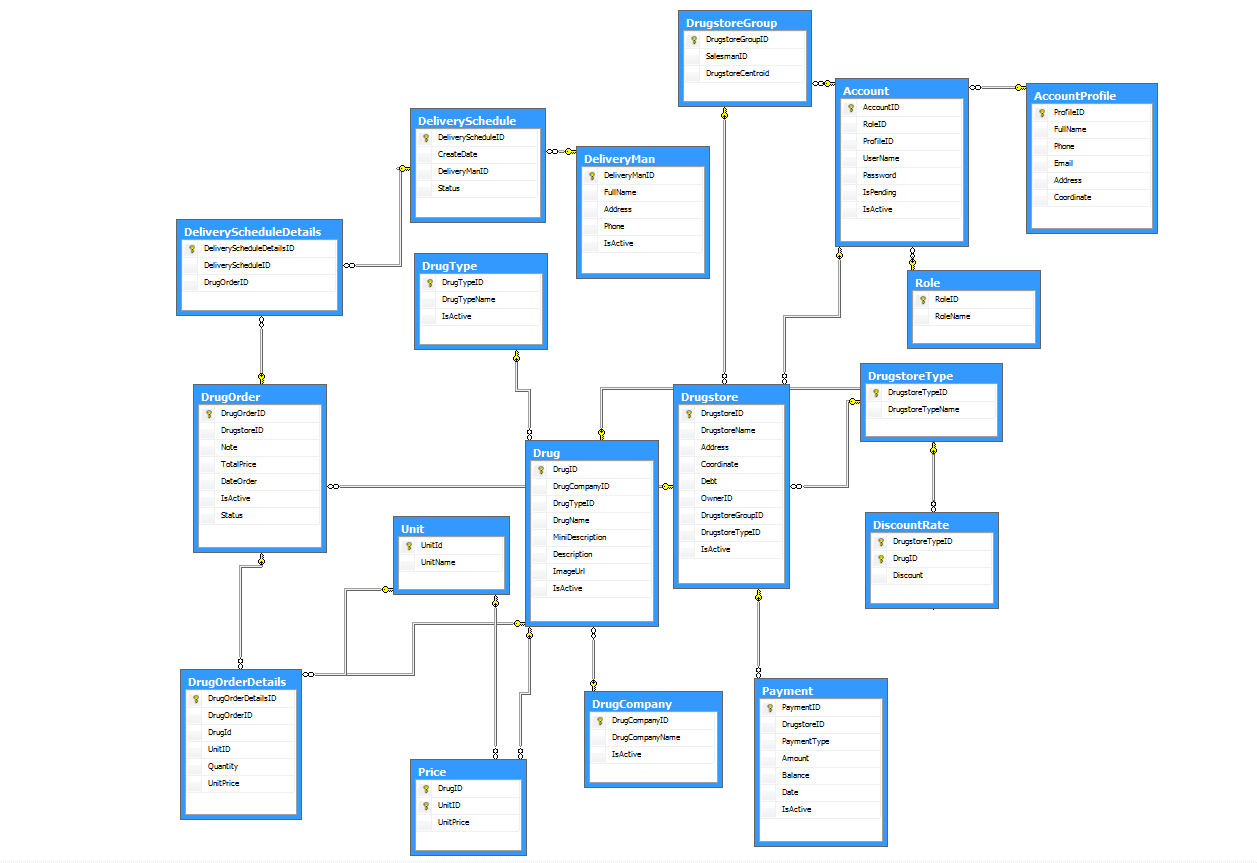 DrugstoreGroup
DrugstoreGroupID
SalesmanID
DrugstoreCentroid
Account
AccountID
RoleID
ProfileID
UserName
Password
IsPending
IsActive
AccountProfile
ProfileID
FullName
Phone
Email
Address
Coordinate
DeliverySchedule
DeliveryScheduleID
CreateDate
DeliveryManID
Status
DeliveryMan
DeliveryManID
FullName
Address
Phone
IsActive
DeliveryScheduleDetails
DeliveryScheduleDetailsID
DeliveryScheduleID
DrugOrderID
DrugType
DrugTypeID
DrugTypeName
IsActive
Role
RoleID
RoleName
DrugstoreType
DrugstoreTypeID
DrugstoreTypeName
DrugOrder
DrugOrderID
DrugstoreID
Note
TotalPrice
DateOrder
IsActive
Status
Drugstore
DrugstoreID
DrugstoreName
Address
Coordinate
Debt
OwnerID
DrugstoreGroupID
DrugstoreTypeID
IsActive
Drug
DrugID
DrugCompanyID
DrugTypeID
DrugName
MiniDescription
Description
ImageUrl
IsActive
Unit
UnitId
UnitName
DiscountRate
DrugstoreTypeID
DrugID
Discount
DrugOrderDetails
DrugOrderDetailsID
DrugOrderID
DrugId
UnitID
Quantity
UnitPrice
DrugCompany
DrugCompanyID
DrugCompanyName
IsActive
Payment
PaymentID
DrugstoreID
PaymentType
Amount
Balance
Date
IsActive
Price
DrugID
UnitID
UnitPrice